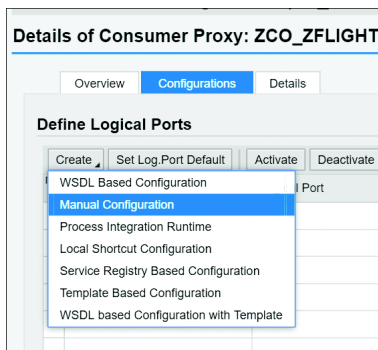 Details of Consumer Proxy: ZCO_ZFLIGHT
Overview Configurations Details
Define Logical Ports
Create Set Log.Port Default Activate Deactivate
WSDL Based Configuration
Port
Manual Configuration
Process Integration Runtime
Local Shortcut Configuration
Service Registry Based Configuration
Template Based Configuration
WSDL based Configuration with Template